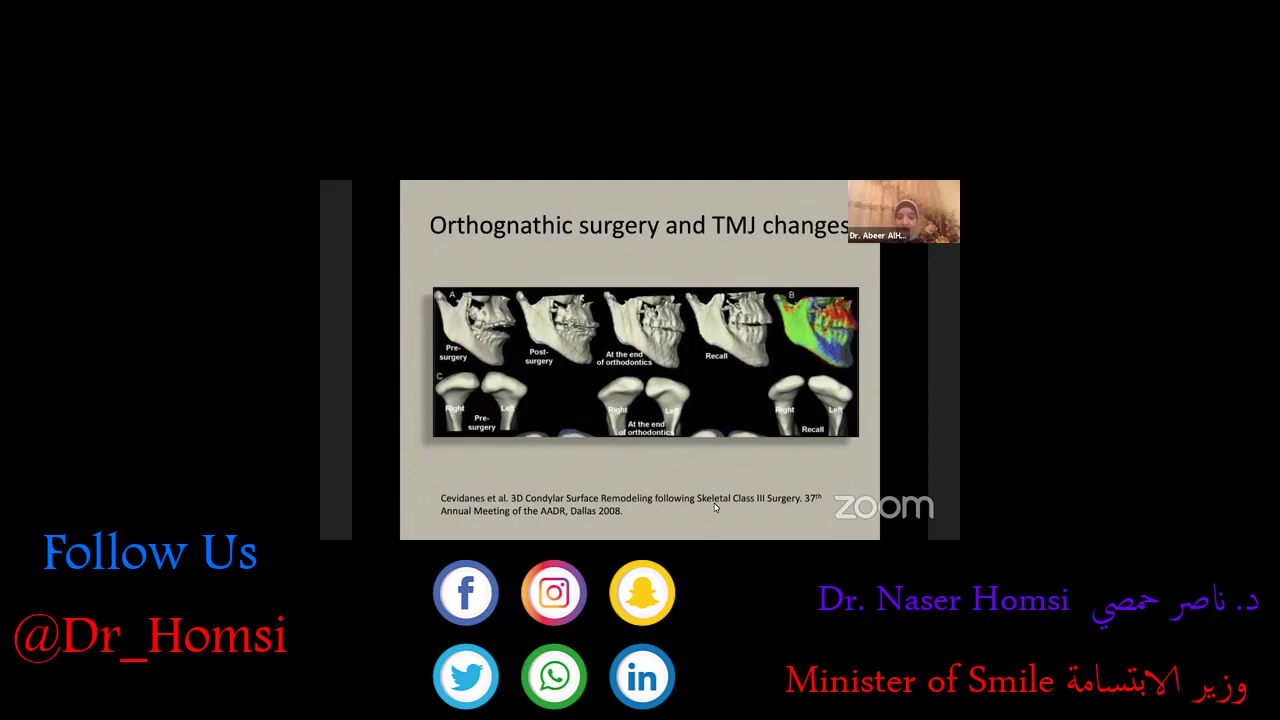 Orthognathic surgery and TMJ changes
Dr. Abeer AlH...
A
B
Pre-
surgery
Post-
surgery
At the end
of orthodontics
Recall
C
Right
Left
Pre-
surgery
Right
Left
At the end
of orthodontics
Right
Left
Recall
Cevidanes et al. 3D Condylar Surface Remodeling following Skeletal Class III Surgery. 37th
Annual Meeting of the AADR, Dallas 2008.
zoom
Follow Us
@Dr_Homsi
Dr. Naser Homsi د. ناصر حمصي
Minister of Smile وزير الابتسامة